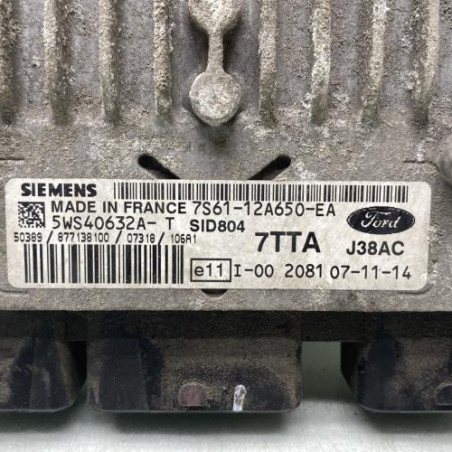 SIEMENS
MADE IN FRANCE 7S61-12A650-EA
5WS40632A- T SID804
50389 / 877138100 / 07318 / 106A1
7TTA J38AC
Ford
e11 I-00 2081 07-11-14